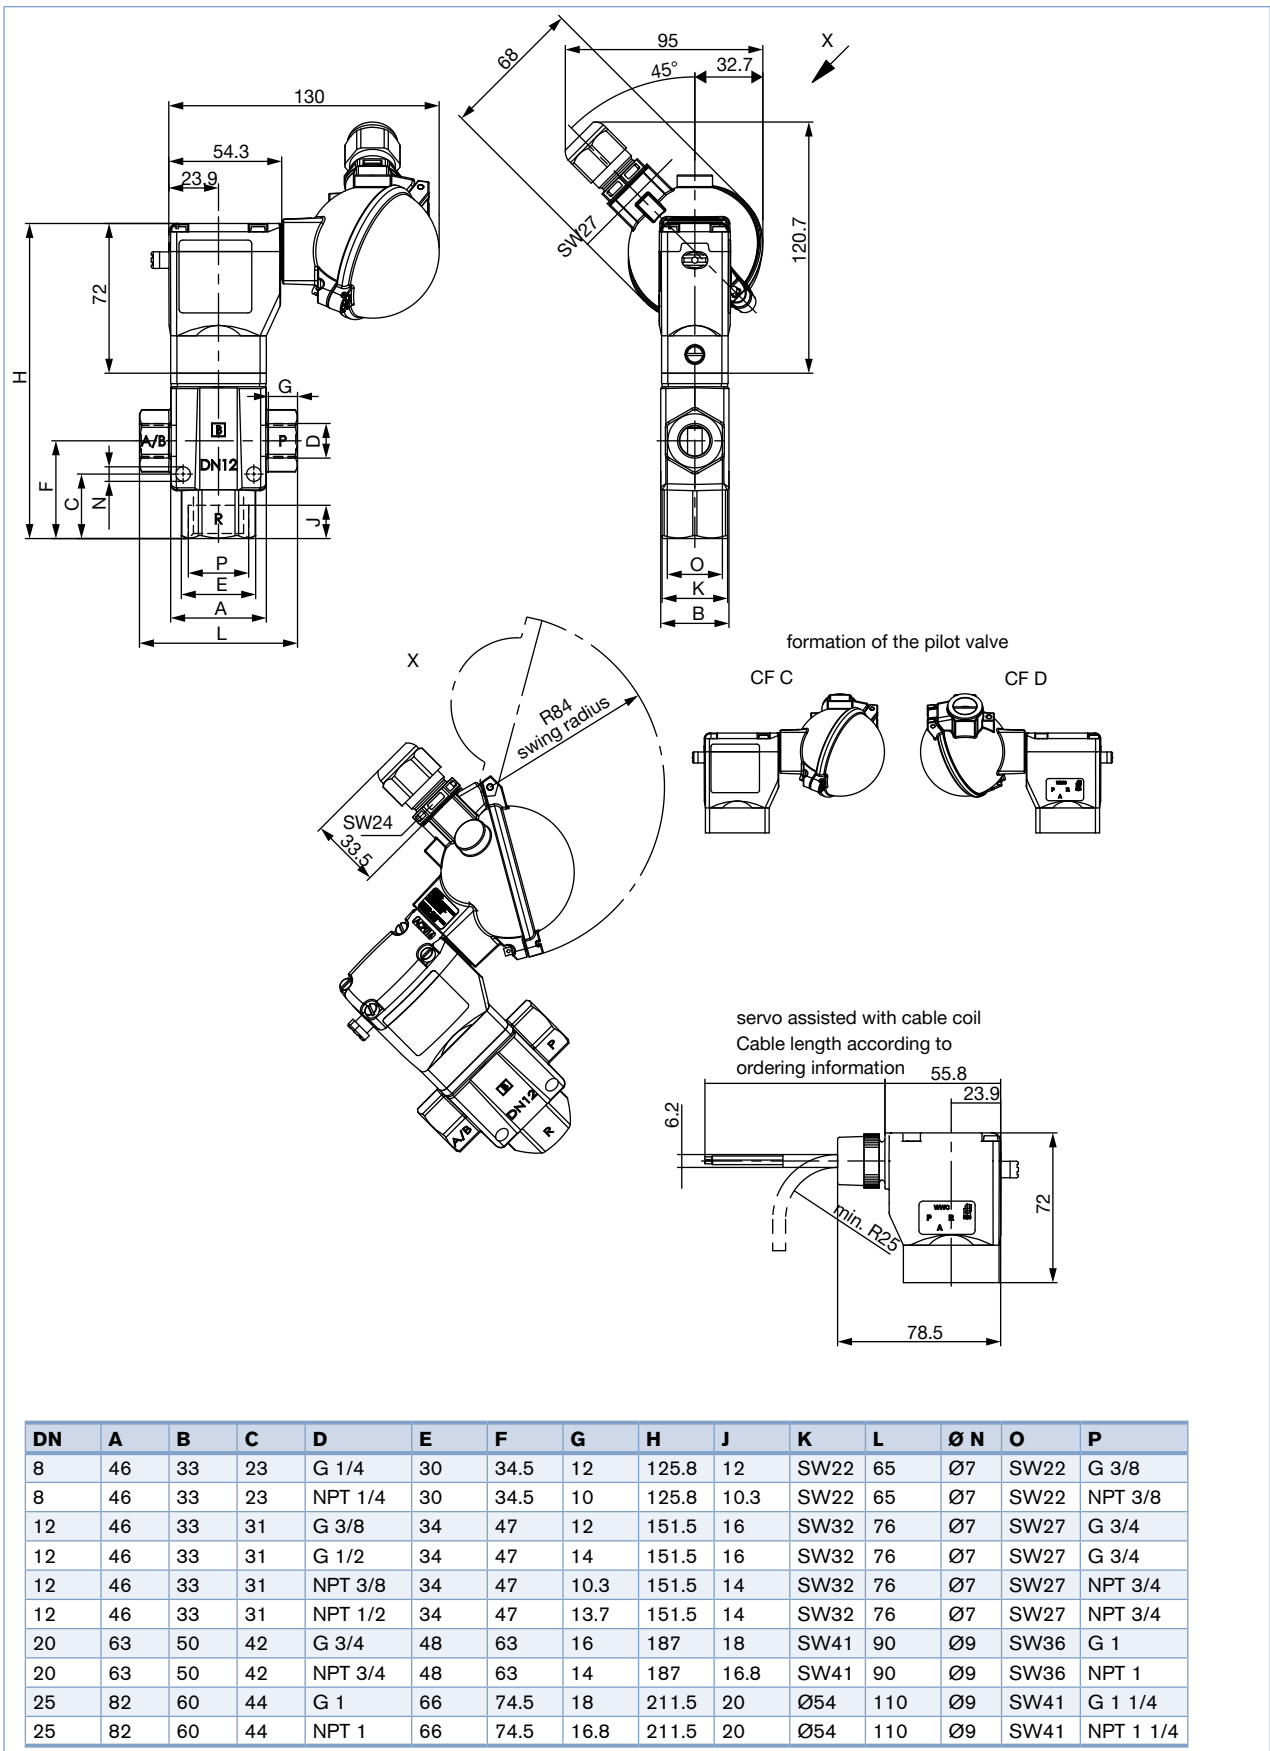 95
X
68
45°
32.7
130
54.3
23.9
SW27
120.7
72
H
G
A/B
B
P
D
DN12
F
C
N
R
J
P
E
A
L
O
K
B
X
formation of the pilot valve
CF C
CF D
R84
swing radius
SW24
33.5
P
B
DN12
A/B
R
P R
A
servo assisted with cable coil
Cable length according to
ordering information
55.8
23.9
6.2
P R
A
72
min. R25
78.5
DN A B C D E F G H J K L Ø N O P
8 46 33 23 G 1/4 30 34.5 12 125.8 12 SW22 65 Ø7 SW22 G 3/8
8 46 33 23 NPT 1/4 30 34.5 10 125.8 10.3 SW22 65 Ø7 SW22 NPT 3/8
12 46 33 31 G 3/8 34 47 12 151.5 16 SW32 76 Ø7 SW27 G 3/4
12 46 33 31 G 1/2 34 47 14 151.5 16 SW32 76 Ø7 SW27 G 3/4
12 46 33 31 NPT 3/8 34 47 10.3 151.5 14 SW32 76 Ø7 SW27 NPT 3/4
12 46 33 31 NPT 1/2 34 47 13.7 151.5 14 SW32 76 Ø7 SW27 NPT 3/4
20 63 50 42 G 3/4 48 63 16 187 18 SW41 90 Ø9 SW36 G 1
20 63 50 42 NPT 3/4 48 63 14 187 16.8 SW41 90 Ø9 SW36 NPT 1
25 82 60 44 G 1 66 74.5 18 211.5 20 Ø54 110 Ø9 SW41 G 1 1/4
25 82 60 44 NPT 1 66 74.5 16.8 211.5 20 Ø54 110 Ø9 SW41 NPT 1 1/4